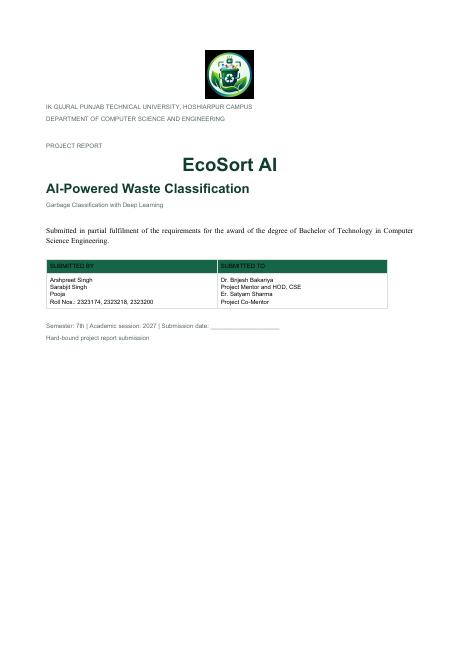 IK GUJRAL PUNJAB TECHNICAL UNIVERSITY, HOSHIARPUR CAMPUS
DEPARTMENT OF COMPUTER SCIENCE AND ENGINEERING
PROJECT REPORT
EcoSort AI
AI-Powered Waste Classification
Garbage Classification with Deep Learning
Submitted in partial fulfilment of the requirements for the award of the degree of Bachelor of Technology in Computer
Science Engineering.
SUBMITTED BY
Arshpreet Singh
Sarabjit Singh
Pooja
Roll Nos.: 2323174, 2323218, 2323200
SUBMITTED TO
Dr. Brijesh Bakariya
Project Mentor and HOD, CSE
Er. Satyam Sharma
Project Co-Mentor
Semester: 7th | Academic session: 2027 | Submission date: ____________________
Hard-bound project report submission